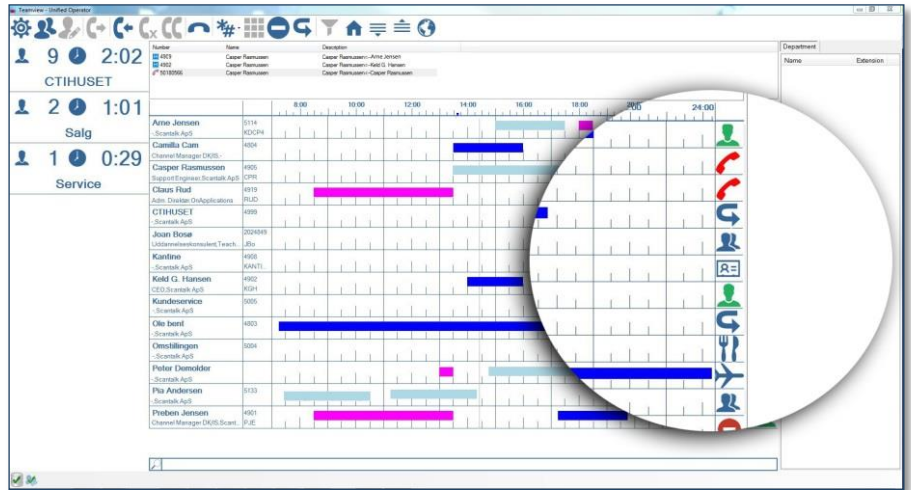 Teamview - Unified Operator
9 2:02
CTIHUSET
2 1:01
Salg
1 0:29
Service
Number Name Description
4909 Casper Rasmussen Casper Rasmussen->Arne Jensen
4902 Casper Rasmussen Casper Rasmussen->Keld G. Hansen
Casper Rasmussen Casper Rasmussen->Casper Rasmussen
Department
Name Extension
8:00 10:00 12:00 14:00 16:00 18:00 24:00
Arne Jensen 5114
-,Scantalk ApS KDCP4
Camilla Cam 4804
Channel Manager DK/IS,-
Casper Rasmussen 4905
Support Engineer,Scantalk ApS CPR
Claus Rud 4919
Adm. Direktør,OnApplications RUD
CTIHUSET 4999
-,Scantalk ApS
Joan Bosø 2024849
Uddannelseskonsulent,Teach.. JBo
Kantine 4900
-,Scantalk ApS KANTI..
Keld G. Hansen 4902
CEO,Scantalk ApS KGH
Kundeservice 5005
-,Scantalk ApS
Ole bent 4803
-,Scantalk ApS
Omstillingen 5004
-,Scantalk ApS
Peter Demolder
-,Scantalk ApS
Pia Andersen 5133
-,Scantalk ApS
Preben Jensen 4901
Channel Manager DK/IS,Scant.. PJE